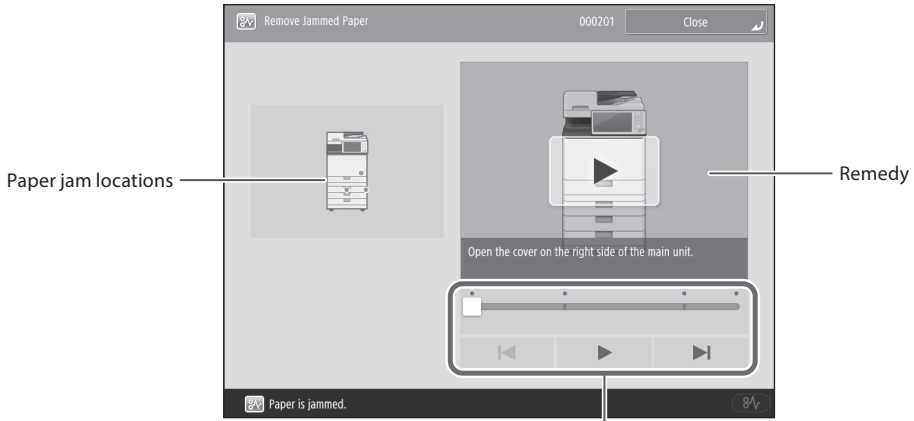 Remove Jammed Paper 000201 Close
Paper jam locations
Remedy
Open the cover on the right side of the main unit.
Paper is jammed.